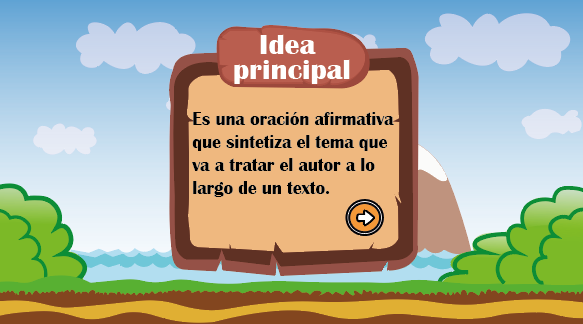 Idea
principal
Es una oración afirmativa
que sintetiza el tema que
va a tratar el autor a lo
largo de un texto.